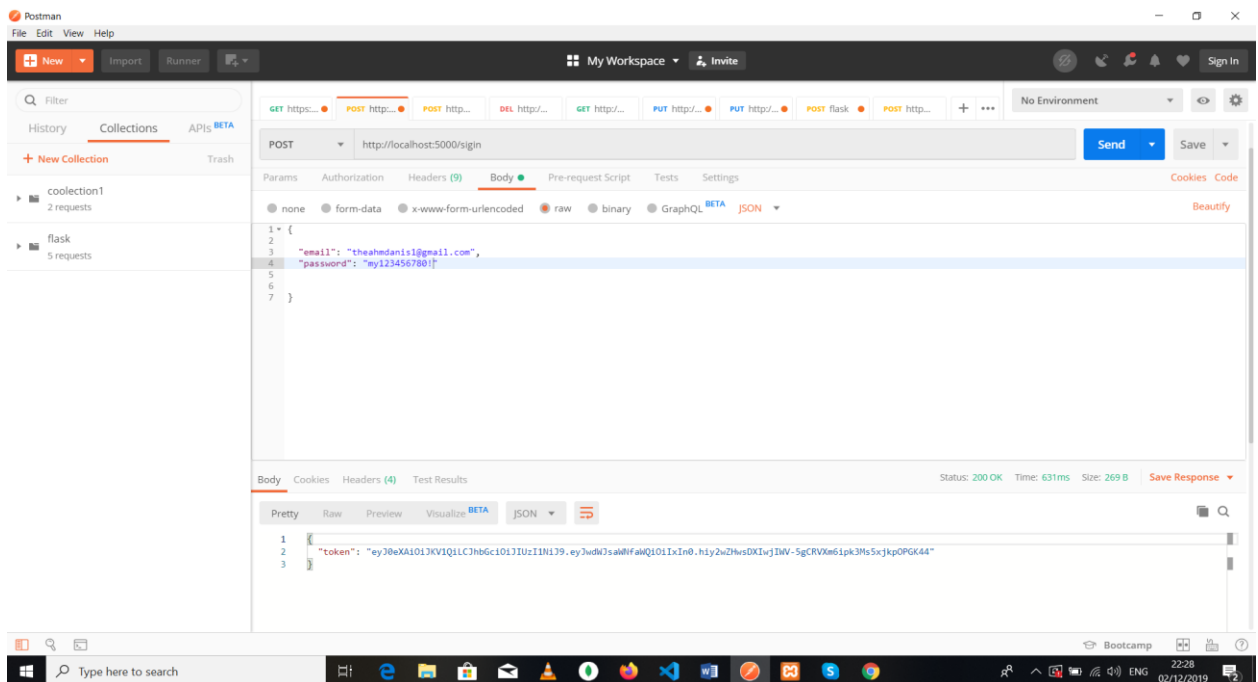 Postman
File Edit View Help
New Import Runner My Workspace Invite Sign In
Filter
History Collections APIs BETA
+ New Collection Trash
coolection1
2 requests
flask
5 requests
GET https:... POST http:... POST http... DEL http:/... GET http:/... PUT http:/... PUT http:/... POST flask POST http... + ••• No Environment
POST http://localhost:5000/sigin Send Save
Params Authorization Headers (9) Body Pre-request Script Tests Settings Cookies Code
none form-data x-www-form-urlencoded raw binary GraphQL BETA JSON Beautify
1 {
2
3 "email": "theahmdanis1@gmail.com",
4 "password": "my123456780!"
5
6
7 }
Body Cookies Headers (4) Test Results Status: 200 OK Time: 631ms Size: 269 B Save Response
Pretty Raw Preview Visualize BETA JSON
1 {
2 "token": "eyJ0eXAiOiJKV1QiLCJhbGciOiJIUzI1NiJ9.eyJwdWJsaWNfaWQiOiIxIn0.hiy2wZHwsDXIwjIWV-5gCRVXm6ipk3Ms5xjkpOPGK44"
3 }
Bootcamp
Type here to search ENG 22:28
02/12/2019